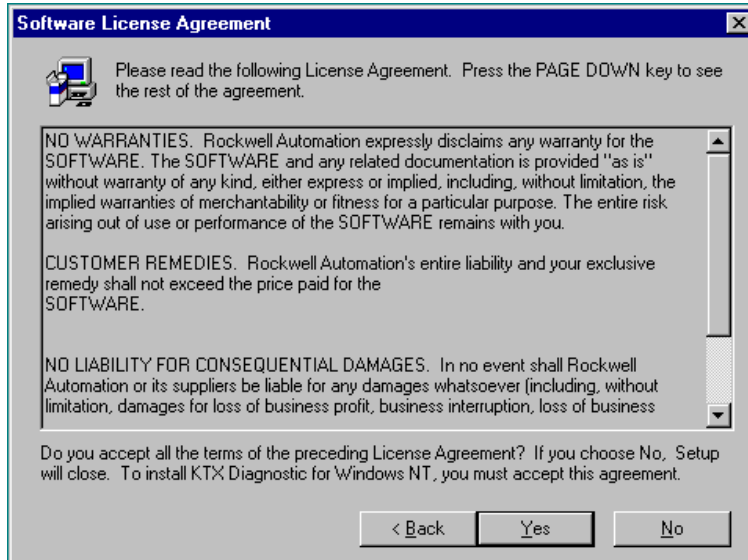 Software License Agreement
Please read the following License Agreement.  Press the PAGE DOWN key to see
the rest of the agreement.
NO WARRANTIES.  Rockwell Automation expressly disclaims any warranty for the
SOFTWARE. The SOFTWARE and any related documentation is provided "as is"
without warranty of any kind, either express or implied, including, without limitation, the
implied warranties of merchantability or fitness for a particular purpose. The entire risk
arising out of use or performance of the SOFTWARE remains with you.
CUSTOMER REMEDIES.  Rockwell Automation's entire liability and your exclusive
remedy shall not exceed the price paid for the
SOFTWARE.
NO LIABILITY FOR CONSEQUENTIAL DAMAGES.  In no event shall Rockwell
Automation or its suppliers be liable for any damages whatsoever (including, without
limitation, damages for loss of business profit, business interruption, loss of business
Do you accept all the terms of the preceding License Agreement?  If you choose No,  Setup
will close.  To install KTX Diagnostic for Windows NT, you must accept this agreement.
< Back Yes No